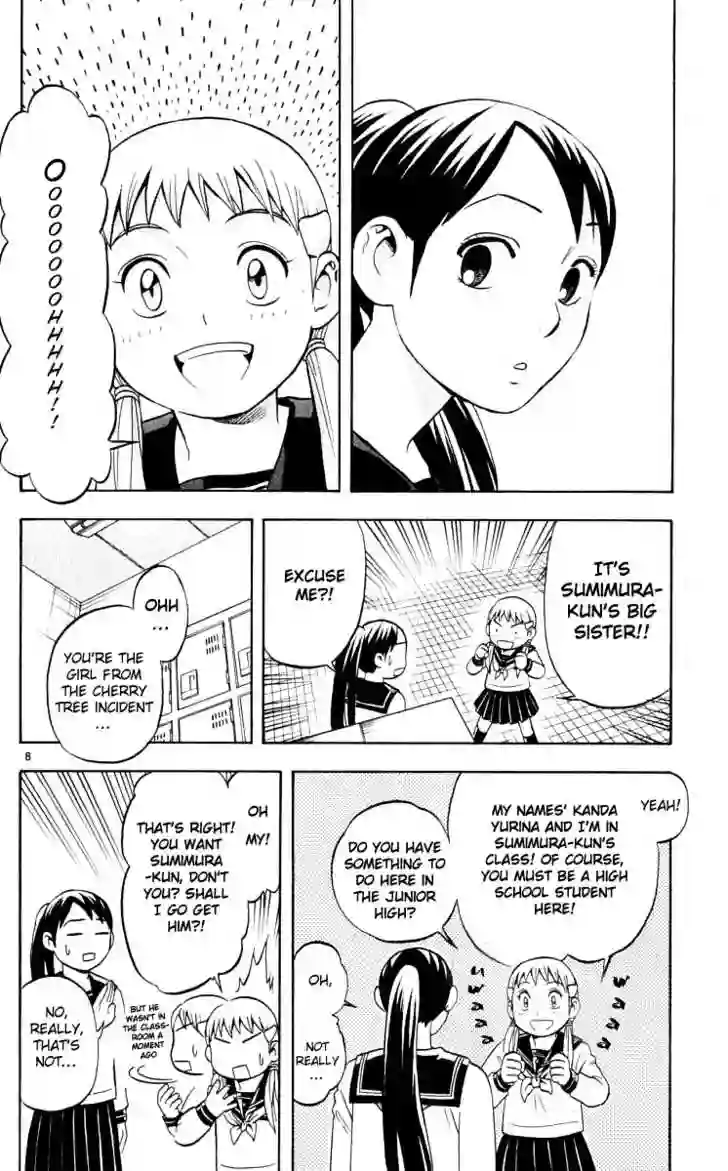 OOOOOOOOHHHHH!!
IT'S
SUMIMURA-
KUN'S BIG
SISTER!!
EXCUSE
ME?!
OHH
...
YOU'RE THE
GIRL FROM
THE CHERRY
TREE INCIDENT
...
8
YEAH!
MY NAMES' KANDA
YURINA AND I'M IN
SUMIMURA-KUN'S
CLASS! OF COURSE,
YOU MUST BE A HIGH
SCHOOL STUDENT
HERE!
DO YOU HAVE
SOMETHING TO
DO HERE IN
THE JUNIOR
HIGH?
OH,
NOT
REALLY
...
OH
MY!
THAT'S RIGHT!
YOU WANT
SUMIMURA
-KUN, DON'T
YOU? SHALL
I GO GET
HIM?!
BUT HE
WASN'T IN
THE CLASS-
ROOM A
MOMENT
AGO
NO,
REALLY,
THAT'S
NOT...